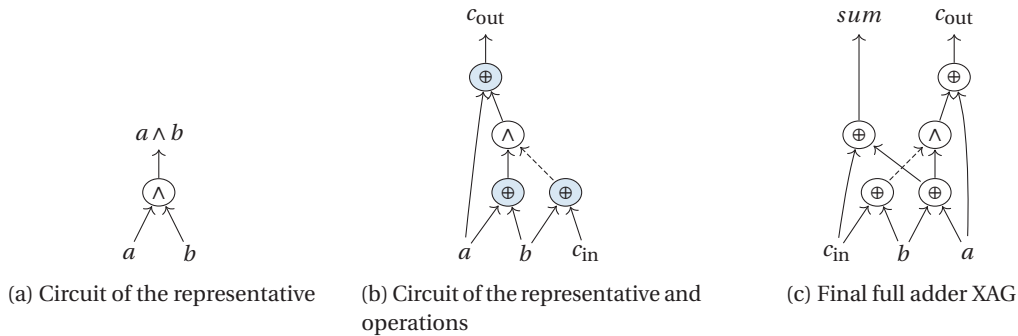 c_out
sum
c_out
⊕
⊕
a ∧ b
∧
⊕
∧
∧
⊕
⊕
⊕
⊕
a
b
a
b
c_in
c_in
b
a
(a) Circuit of the representative
(b) Circuit of the representative and
operations
(c) Final full adder XAG